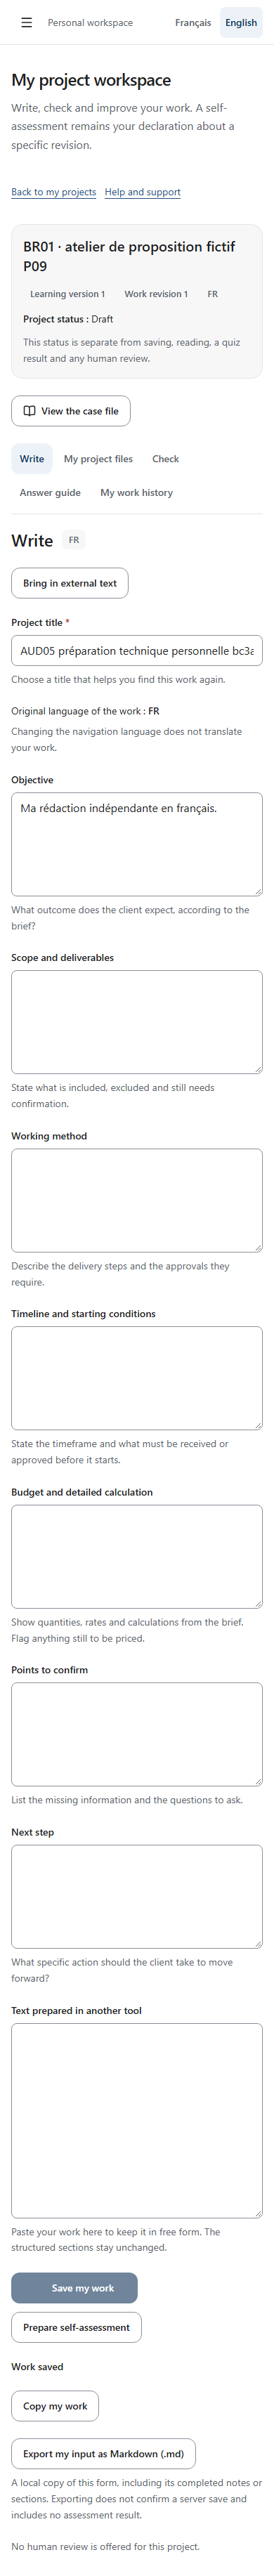 Personal workspace
Français
English
My project workspace
Write, check and improve your work. A self-
assessment remains your declaration about a
specific revision.
Back to my projects Help and support
BR01 · atelier de proposition fictif
P09
Learning version 1 Work revision 1 FR
Project status : Draft
This status is separate from saving, reading, a quiz
result and any human review.
View the case file
Write My project files Check
Answer guide My work history
Write FR
Bring in external text
Project title *
AUD05 préparation technique personnelle bc3a
Choose a title that helps you find this work again.
Original language of the work : FR
Changing the navigation language does not translate
your work.
Objective
Ma rédaction indépendante en français.
What outcome does the client expect, according to the
brief?
Scope and deliverables
State what is included, excluded and still needs
confirmation.
Working method
Describe the delivery steps and the approvals they
require.
Timeline and starting conditions
State the timeframe and what must be received or
approved before it starts.
Budget and detailed calculation
Show quantities, rates and calculations from the brief.
Flag anything still to be priced.
Points to confirm
List the missing information and the questions to ask.
Next step
What specific action should the client take to move
forward?
Text prepared in another tool
Paste your work here to keep it in free form. The
structured sections stay unchanged.
Save my work
Prepare self-assessment
Work saved
Copy my work
Export my input as Markdown (.md)
A local copy of this form, including its completed notes or
sections. Exporting does not confirm a server save and
includes no assessment result.
No human review is offered for this project.